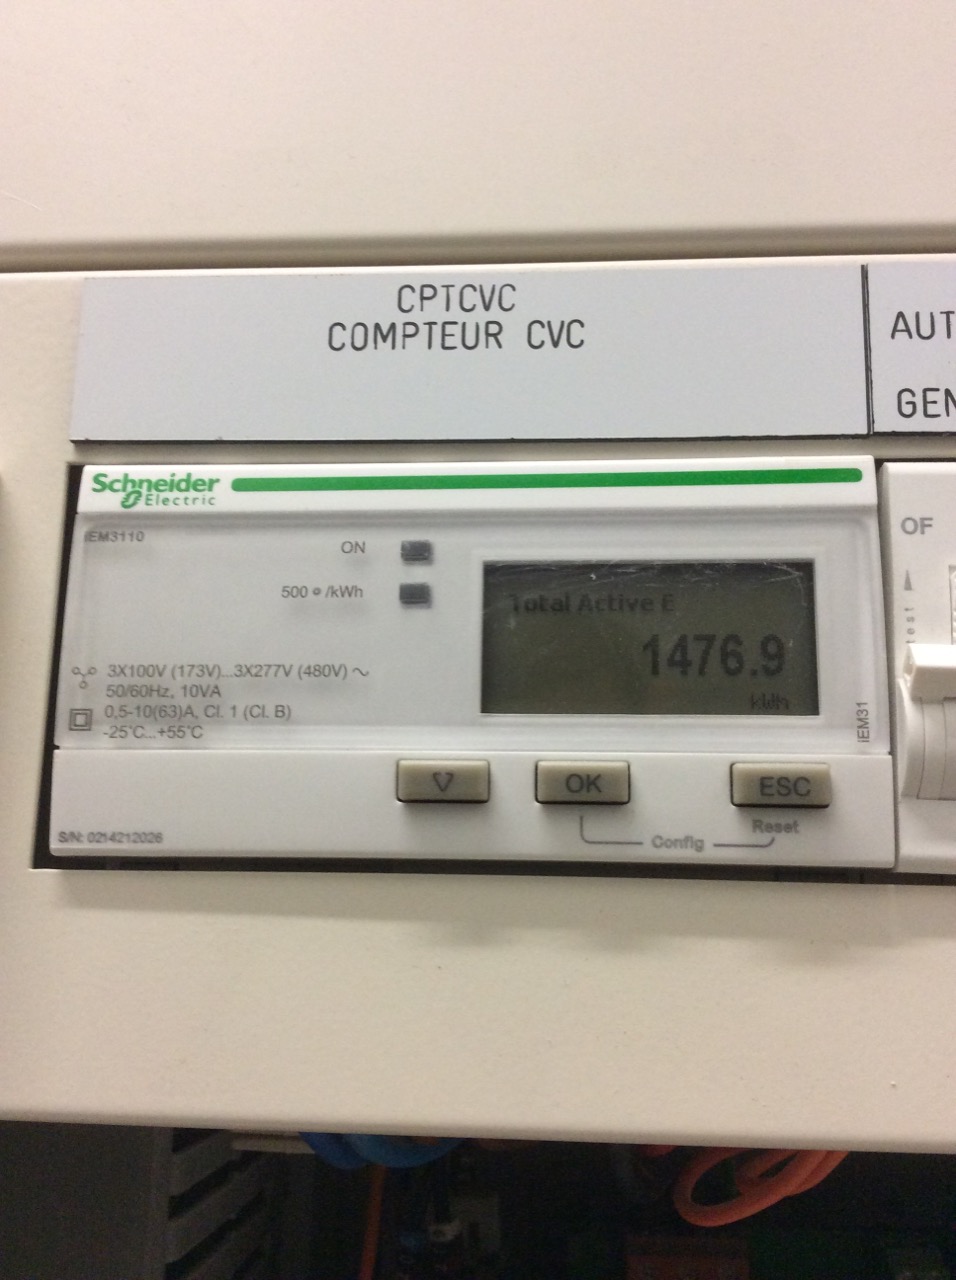 CPTCVC
COMPTEUR CVC
AUT
GEN
Schneider
Electric
iEM3110
ON
500 /kWh
Total Active E
1476.9
kWh
3X100V (173V)...3X277V (480V) ~
50/60Hz, 10VA
0,5-10(63)A, Cl. 1 (Cl. B)
-25°C...+55°C
iEM31
OK
ESC
Reset
Config
S/N: 0214212026
OF
test